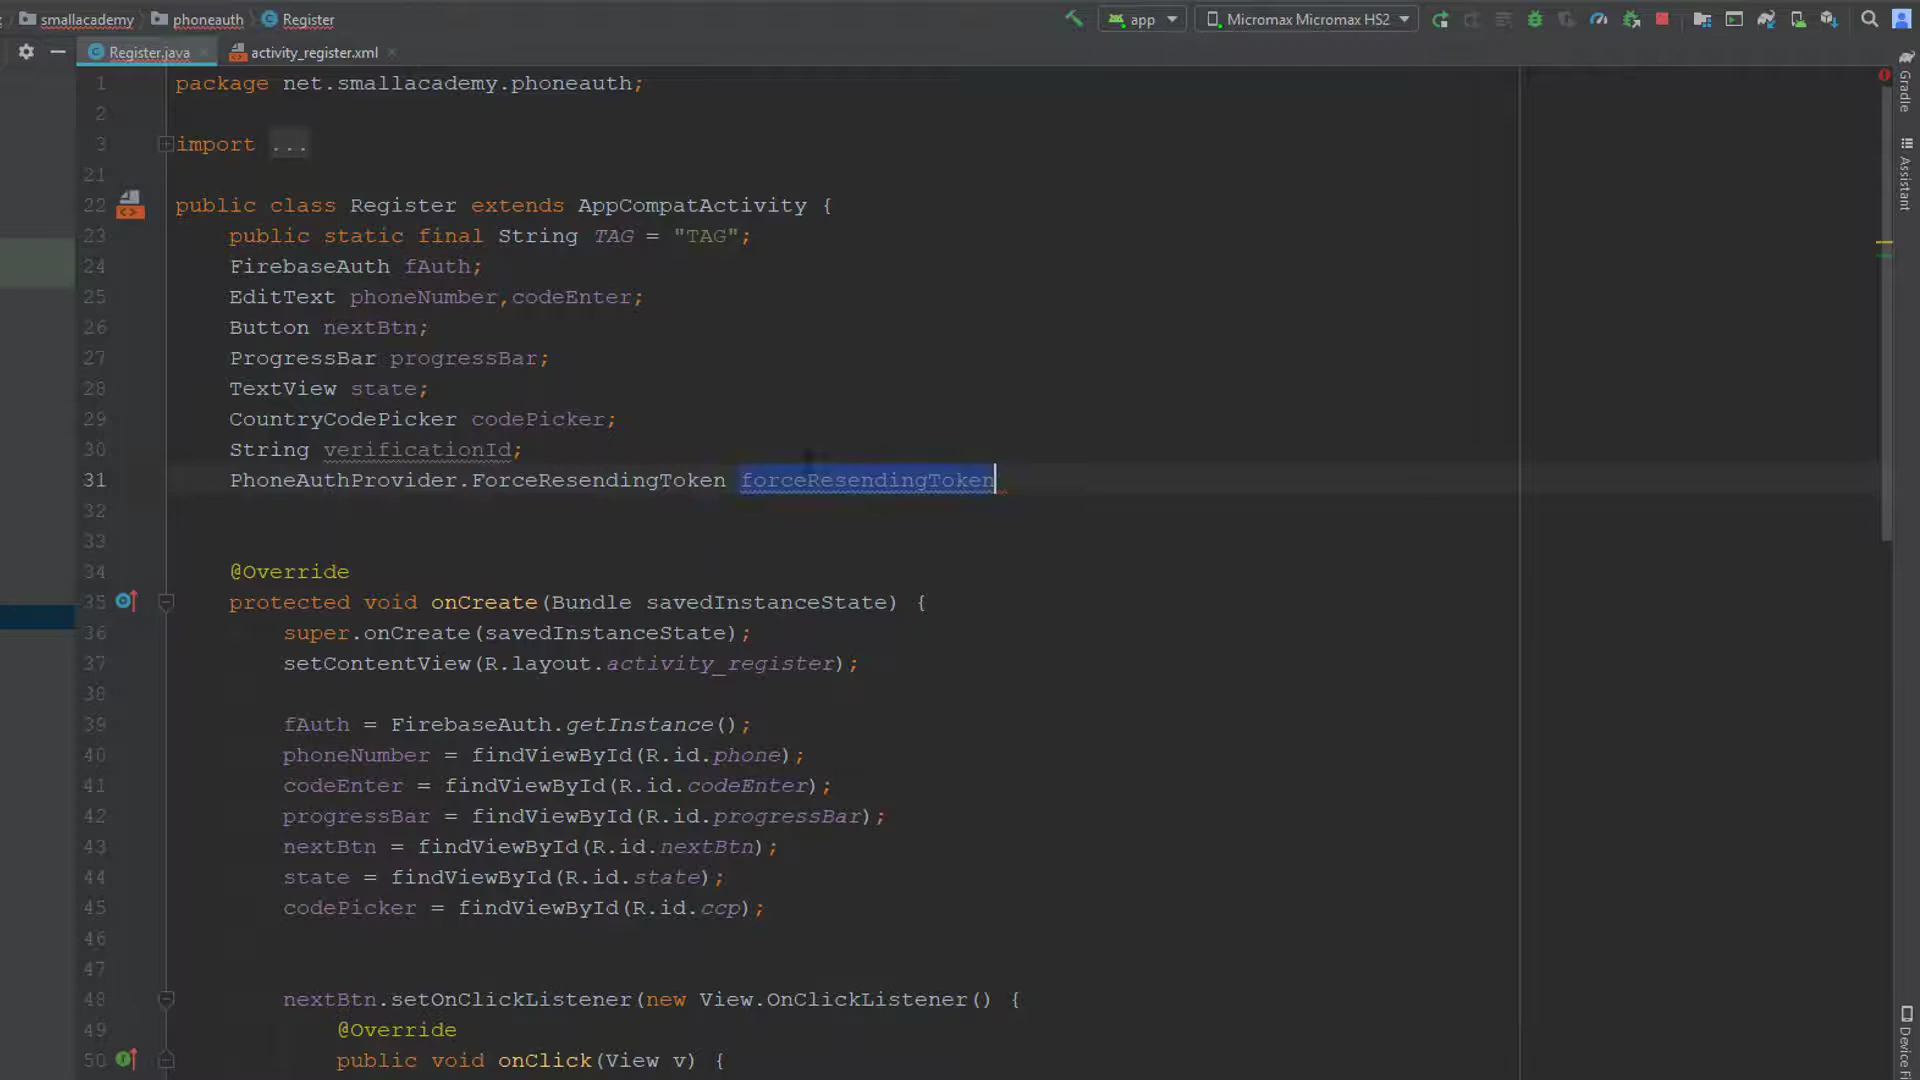 smallacademy phoneauth Register app Micromax Micromax HS2
Register.java activity_register.xml
1 package net.smallacademy.phoneauth;
2
3 import ...
21
22 public class Register extends AppCompatActivity {
23 public static final String TAG = "TAG";
24 FirebaseAuth fAuth;
25 EditText phoneNumber,codeEnter;
26 Button nextBtn;
27 ProgressBar progressBar;
28 TextView state;
29 CountryCodePicker codePicker;
30 String verificationId;
31 PhoneAuthProvider.ForceResendingToken forceResendingToken
32
33
34 @Override
35 protected void onCreate(Bundle savedInstanceState) {
36 super.onCreate(savedInstanceState);
37 setContentView(R.layout.activity_register);
38
39 fAuth = FirebaseAuth.getInstance();
40 phoneNumber = findViewById(R.id.phone);
41 codeEnter = findViewById(R.id.codeEnter);
42 progressBar = findViewById(R.id.progressBar);
43 nextBtn = findViewById(R.id.nextBtn);
44 state = findViewById(R.id.state);
45 codePicker = findViewById(R.id.ccp);
46
47
48 nextBtn.setOnClickListener(new View.OnClickListener() {
49 @Override
50 public void onClick(View v) {
Gradle
Assistant
Device